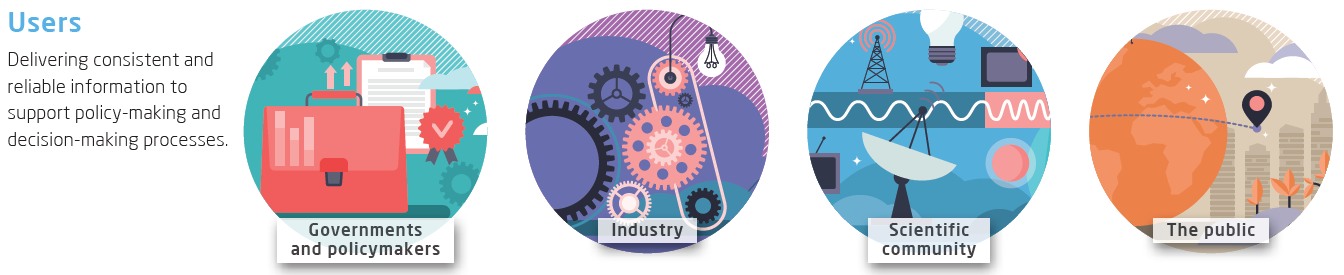 Users
Delivering consistent and
reliable information to
support policy-making and
decision-making processes.
Governments
and policymakers
Industry
Scientific
community
The public